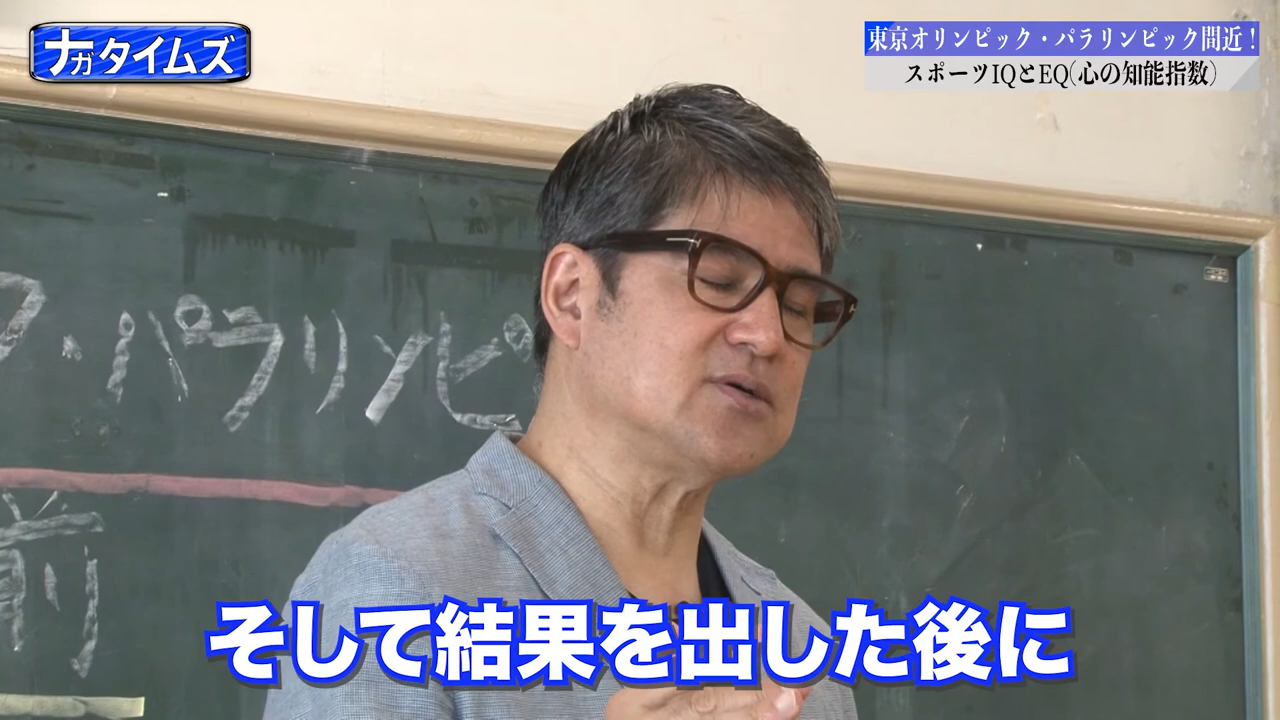 ナガタイムズ
東京オリンピック・パラリンピック間近！
スポーツIQとEQ(心の知能指数)
ク・パラリンピ
前
そして結果を出した後に